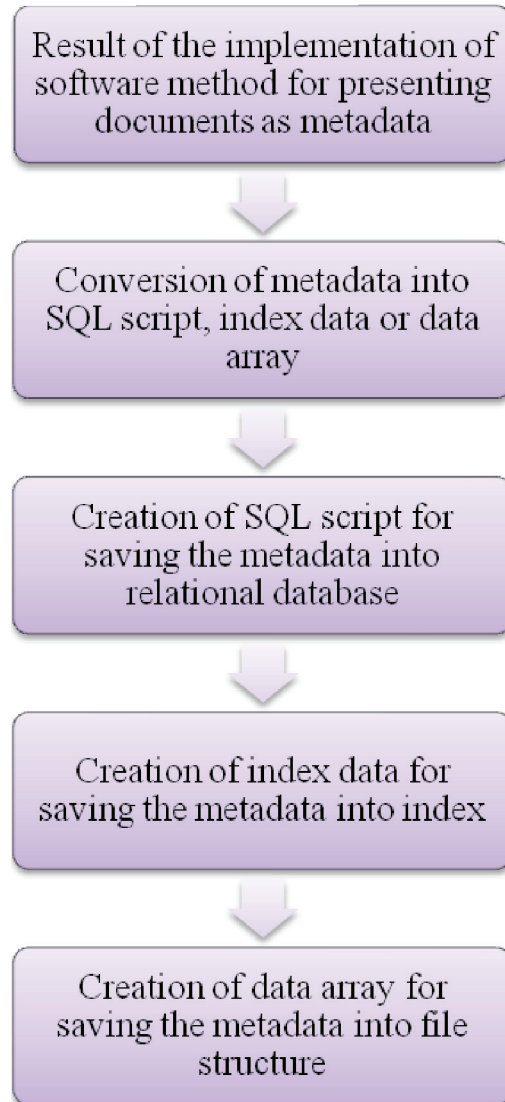 Result of the implementation of
software method for presenting
documents as metadata
Conversion of metadata into
SQL script, index data or data
array
Creation of SQL script for
saving the metadata into
relational database
Creation of index data for
saving the metadata into index
Creation of data array for
saving the metadata into file
structure